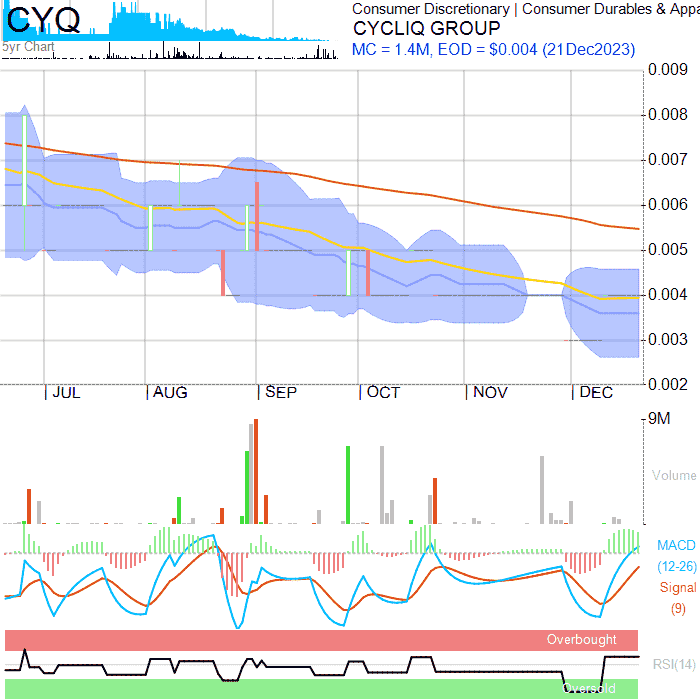 CYQ
5yr Chart
Consumer Discretionary | Consumer Durables & Appa
CYCLIQ GROUP
MC = 1.4M, EOD = $0.004 (21Dec2023)
0.009
0.008
0.007
0.006
0.005
0.004
0.003
0.002
JUL AUG SEP OCT NOV DEC
9M
Volume
MACD
(12-26)
Signal
(9)
Overbought
RSI(14)
Oversold